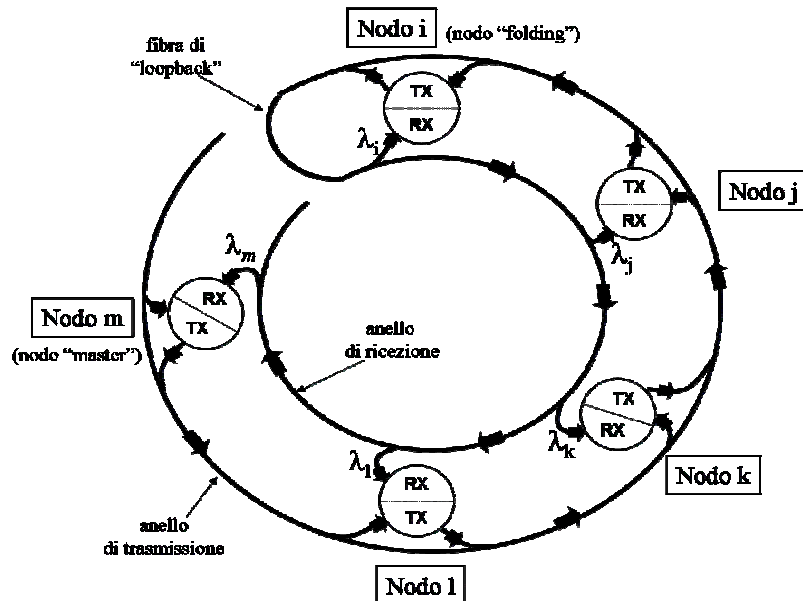 Nodo i (nodo "folding")
fibra di
"loopback"
TX
RX
λi
TX
RX
λj
Nodo j
λm
RX
TX
Nodo m
(nodo "master")
anello
di ricezione
TX
RX
λk
Nodo k
λl
RX
TX
anello
di trasmissione
Nodo l